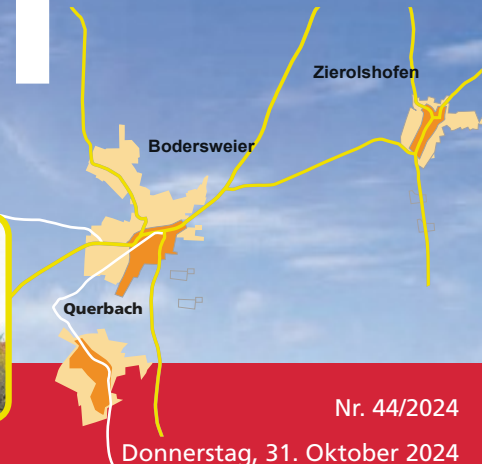 Zierolshofen
Bodersweier
Querbach
Nr. 44/2024
Donnerstag, 31. Oktober 2024